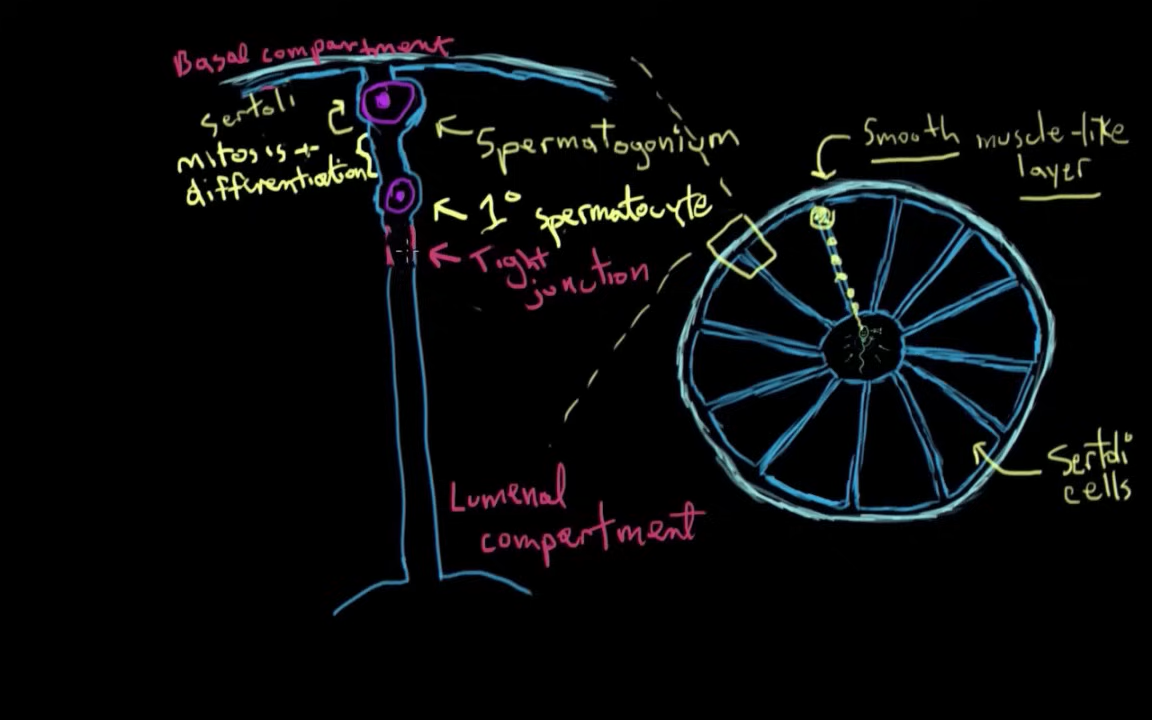 Basal compartment
Sertoli
mitosis +
differentiation
Spermatogonium
1° spermatocyte
Tight
junction
Lumenal
compartment
Smooth muscle-like
layer
Sertoli
cells